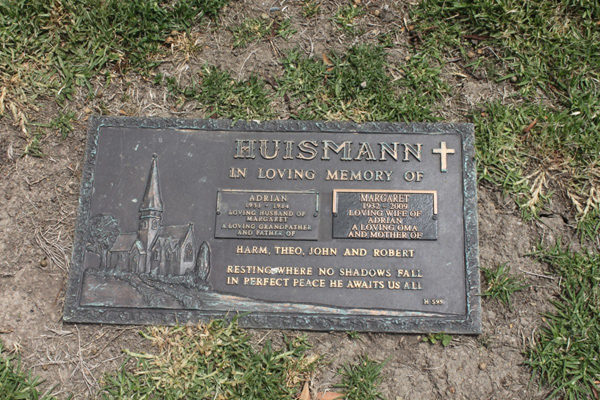 HUISMANN
IN LOVING MEMORY OF
ADRIAN
LOVING HUSBAND OF
MARGARET
A LOVING GRANDFATHER
AND FATHER OF
MARGARET
1932 - 2009
LOVING WIFE OF
ADRIAN
A LOVING OMA
AND MOTHER OF
HARM, THEO, JOHN AND ROBERT
RESTING WHERE NO SHADOWS FALL
IN PERFECT PEACE HE AWAITS US ALL